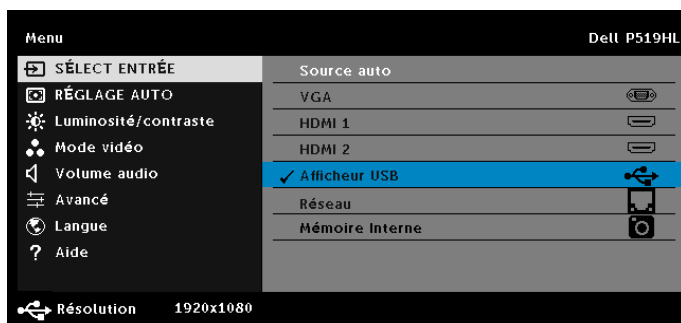 Menu
Dell P519HL
SÉLECT ENTRÉE
RÉGLAGE AUTO
Luminosité/contraste
Mode vidéo
Volume audio
Avancé
Langue
? Aide
Source auto
VGA
HDMI 1
HDMI 2
✓ Afficheur USB
Réseau
Mémoire Interne
Résolution 1920x1080